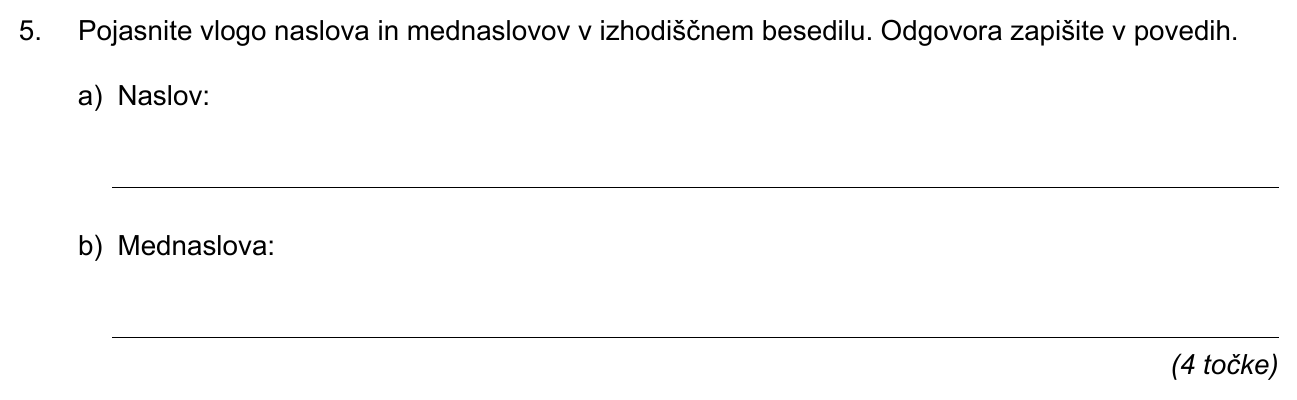 5. Pojasnite vlogo naslova in mednaslovov v izhodiščnem besedilu. Odgovora zapišite v povedih.
a) Naslov:
b) Mednaslova:
(4 točke)